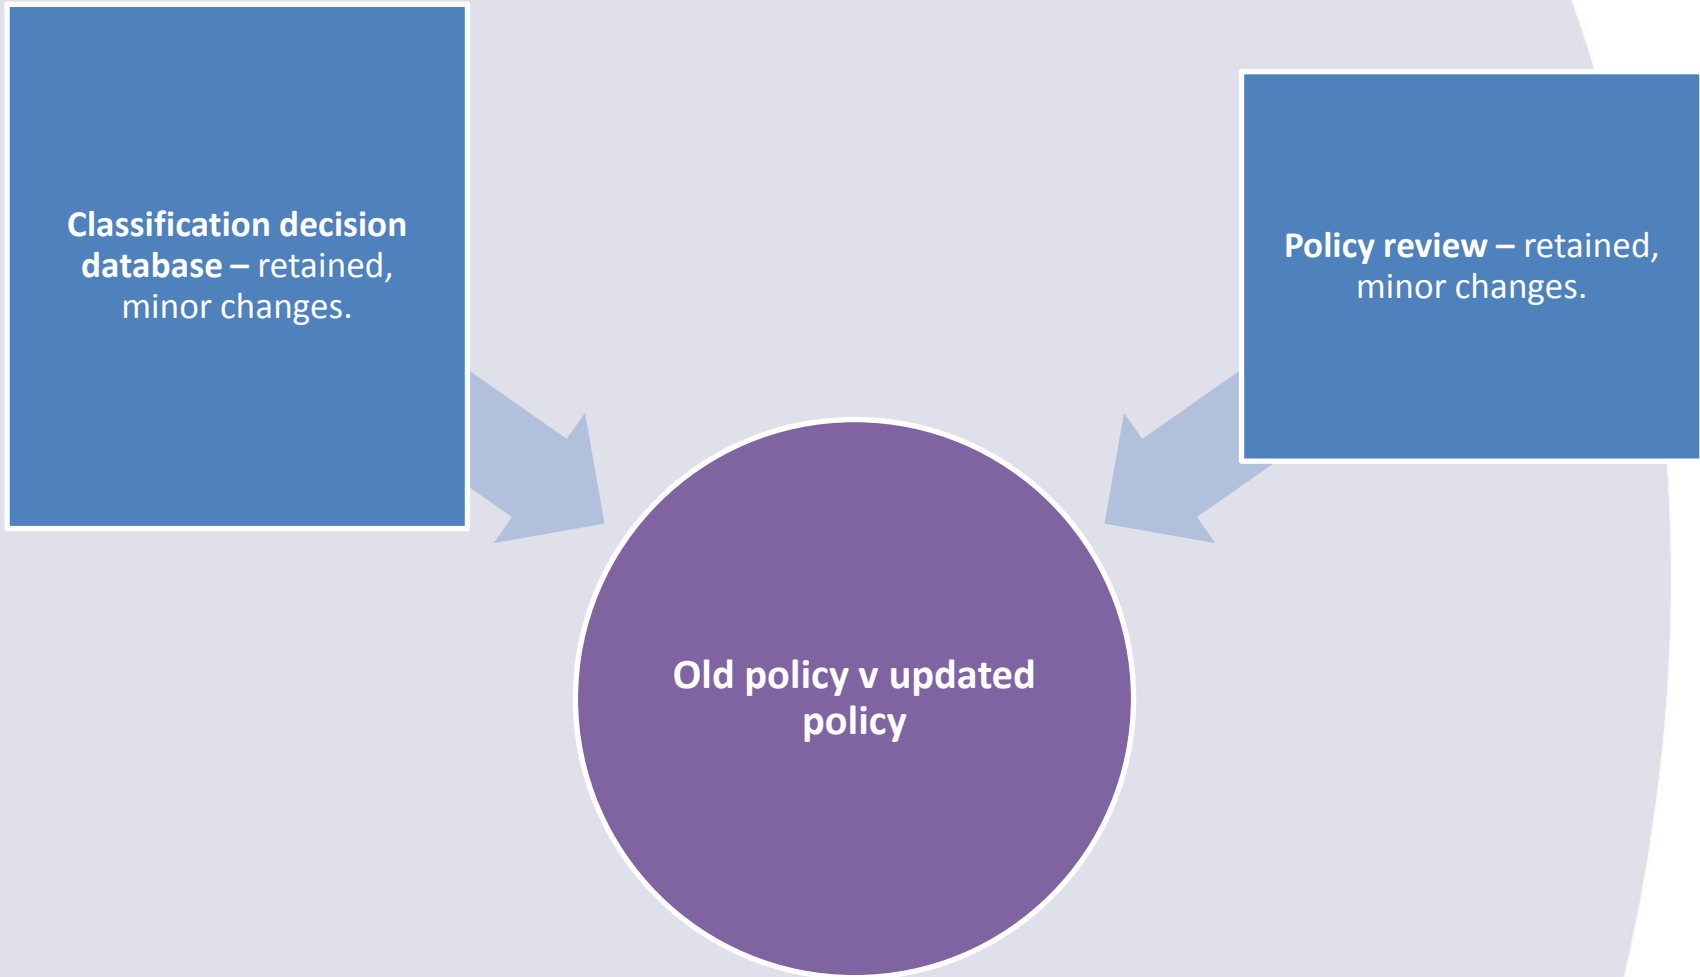 Classification decision
database – retained,
minor changes.
Policy review – retained,
minor changes.
Old policy v updated
policy